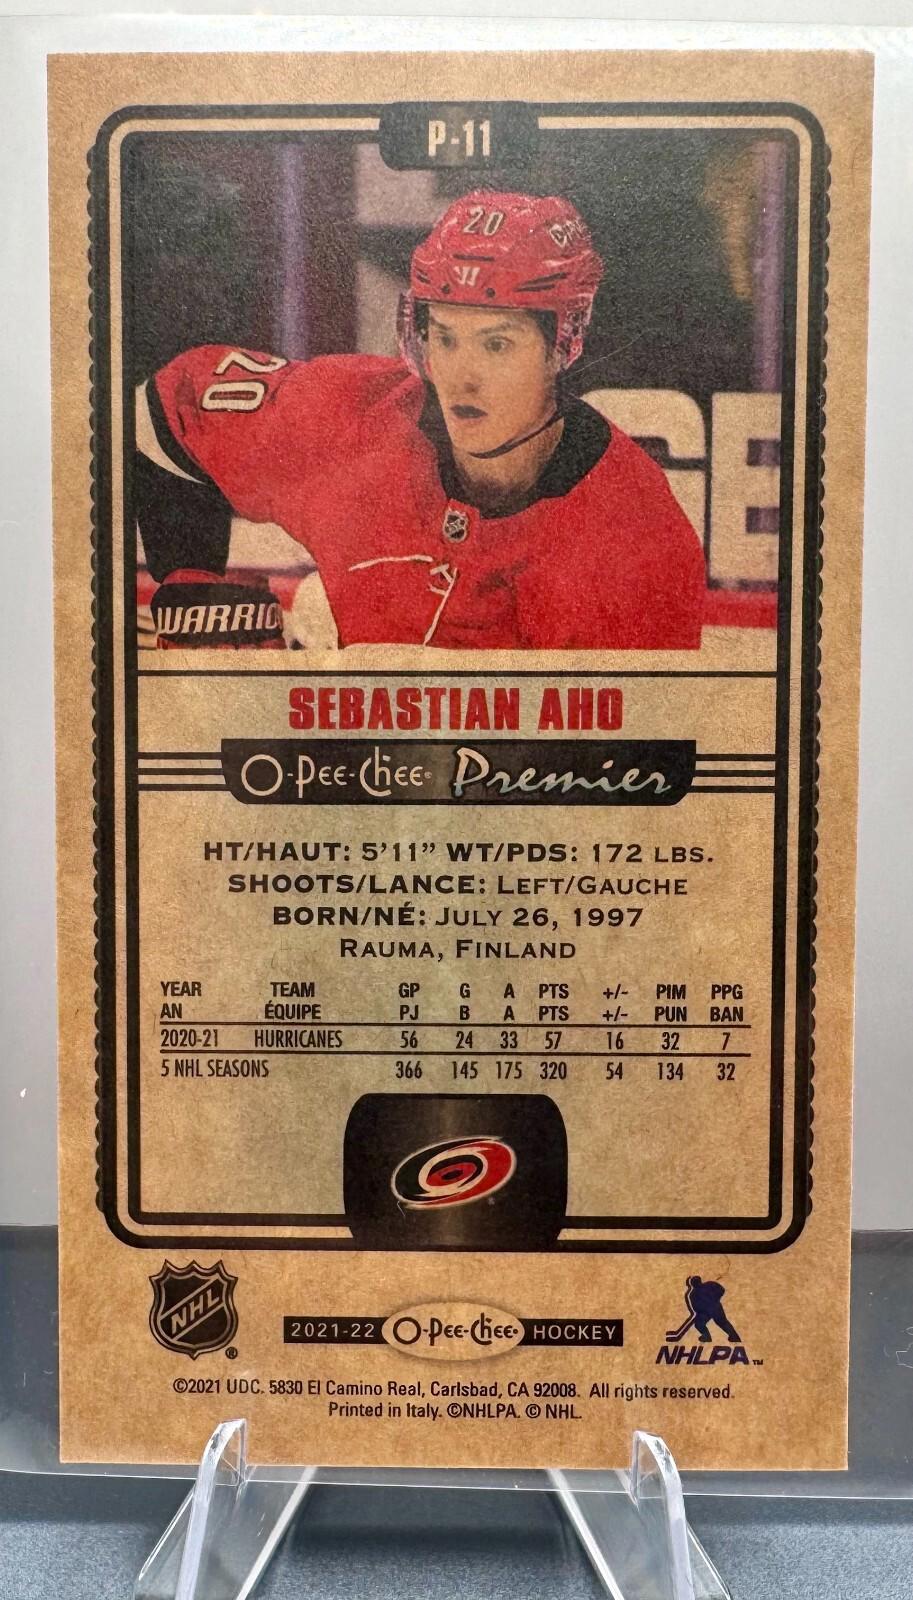 P-11
20
20
WARRIO
CE
SEBASTIAN AHO
O-Pee-Chee® Premier
HT/HAUT: 5'11" WT/PDS: 172 LBS.
SHOOTS/LANCE: LEFT/GAUCHE
BORN/NÉ: JULY 26, 1997
RAUMA, FINLAND
YEAR TEAM GP G A PTS +/- PIM PPG
AN ÉQUIPE PJ B A PTS +/- PUN BAN
2020-21 HURRICANES 56 24 33 57 16 32 7
5 NHL SEASONS 366 145 175 320 54 134 32
NHL ®
2021-22 O-Pee-Chee® HOCKEY
NHLPA™
©2021 UDC. 5830 El Camino Real, Carlsbad, CA 92008. All rights reserved.
Printed in Italy. ©NHLPA. © NHL.